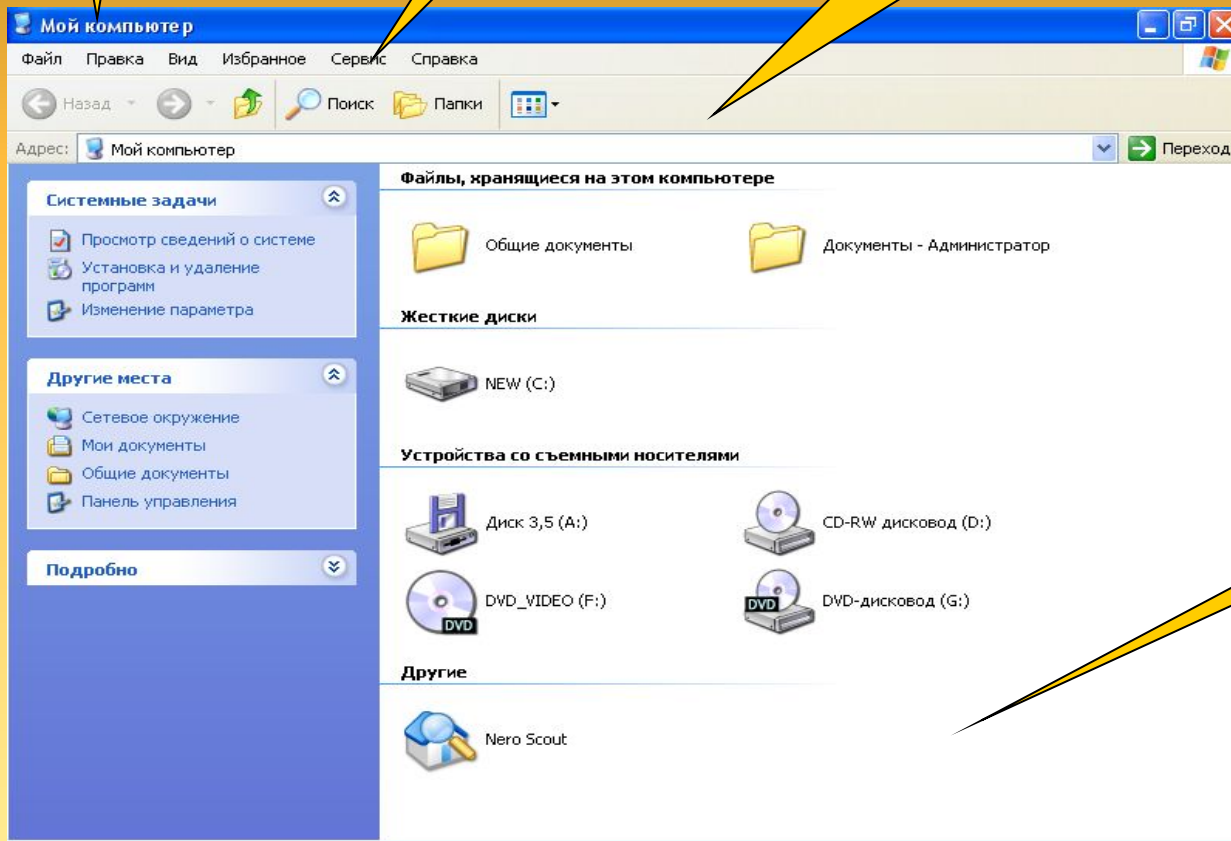 Мой компьютер
Файл Правка Вид Избранное Сервис Справка
Назад Поиск Папки
Адрес: Мой компьютер Переход
Системные задачи
Просмотр сведений о системе
Установка и удаление
программ
Изменение параметра
Другие места
Сетевое окружение
Мои документы
Общие документы
Панель управления
Подробно
Файлы, хранящиеся на этом компьютере
Общие документы
Документы - Администратор
Жесткие диски
NEW (C:)
Устройства со съемными носителями
Диск 3,5 (A:)
CD-RW дисковод (D:)
DVD_VIDEO (F:)
DVD
DVD-дисковод (G:)
DVD
Другие
Nero Scout